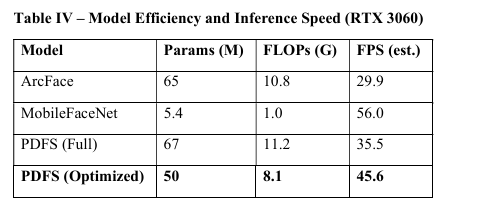 Table IV – Model Efficiency and Inference Speed (RTX 3060)
Model Params (M) FLOPs (G) FPS (est.)
ArcFace 65 10.8 29.9
MobileFaceNet 5.4 1.0 56.0
PDFS (Full) 67 11.2 35.5
PDFS (Optimized) 50 8.1 45.6